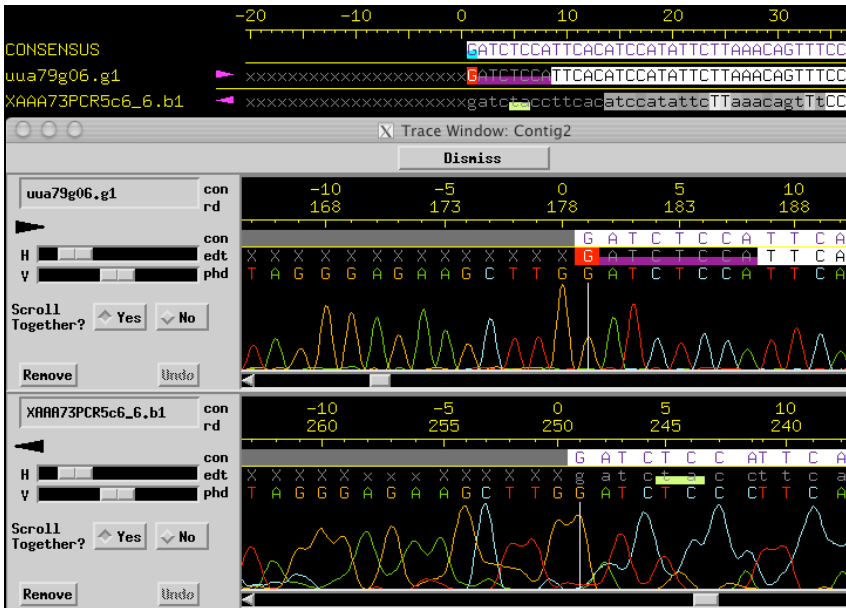 -20 -10 0 10 20 30
CONSENSUS GATCTCCATTCACATCCATATTCTTAAACAGTTTCC
uua79g06.g1 xxxxxxxxxxxxxxxxxxxxxGATCTCCATTCACATCCATATTCTTAAACAGTTTCC
XAAA73PCR5c6_6.b1 xxxxxxxxxxxxxxxxxxxxxgatctaccttcacatccatattcTTaaacagtTtCC
X Trace Window: Contig2
Dismiss
uua79g06.g1
con -10 -5 0 5 10
rd 168 173 178 183 188
con G A T C T C C A T T C A
H edt X X X X X X X X X X X X X X G A T C T C C A T T C A
V phd T A G G G A G A A G C T T G G A T C T C C A T T C A
Scroll Together? Yes No
Remove Undo
XAAA73PCR5c6_6.b1
con -10 -5 0 5 10
rd 260 255 250 245 240
con G A T C T C C A T T C A
H edt X X X X X x x X X X X X X X g a t c t a c c t t c a
V phd T A G G G A G A A G C T T G G A T C T C C C T T C A
Scroll Together? Yes No
Remove Undo